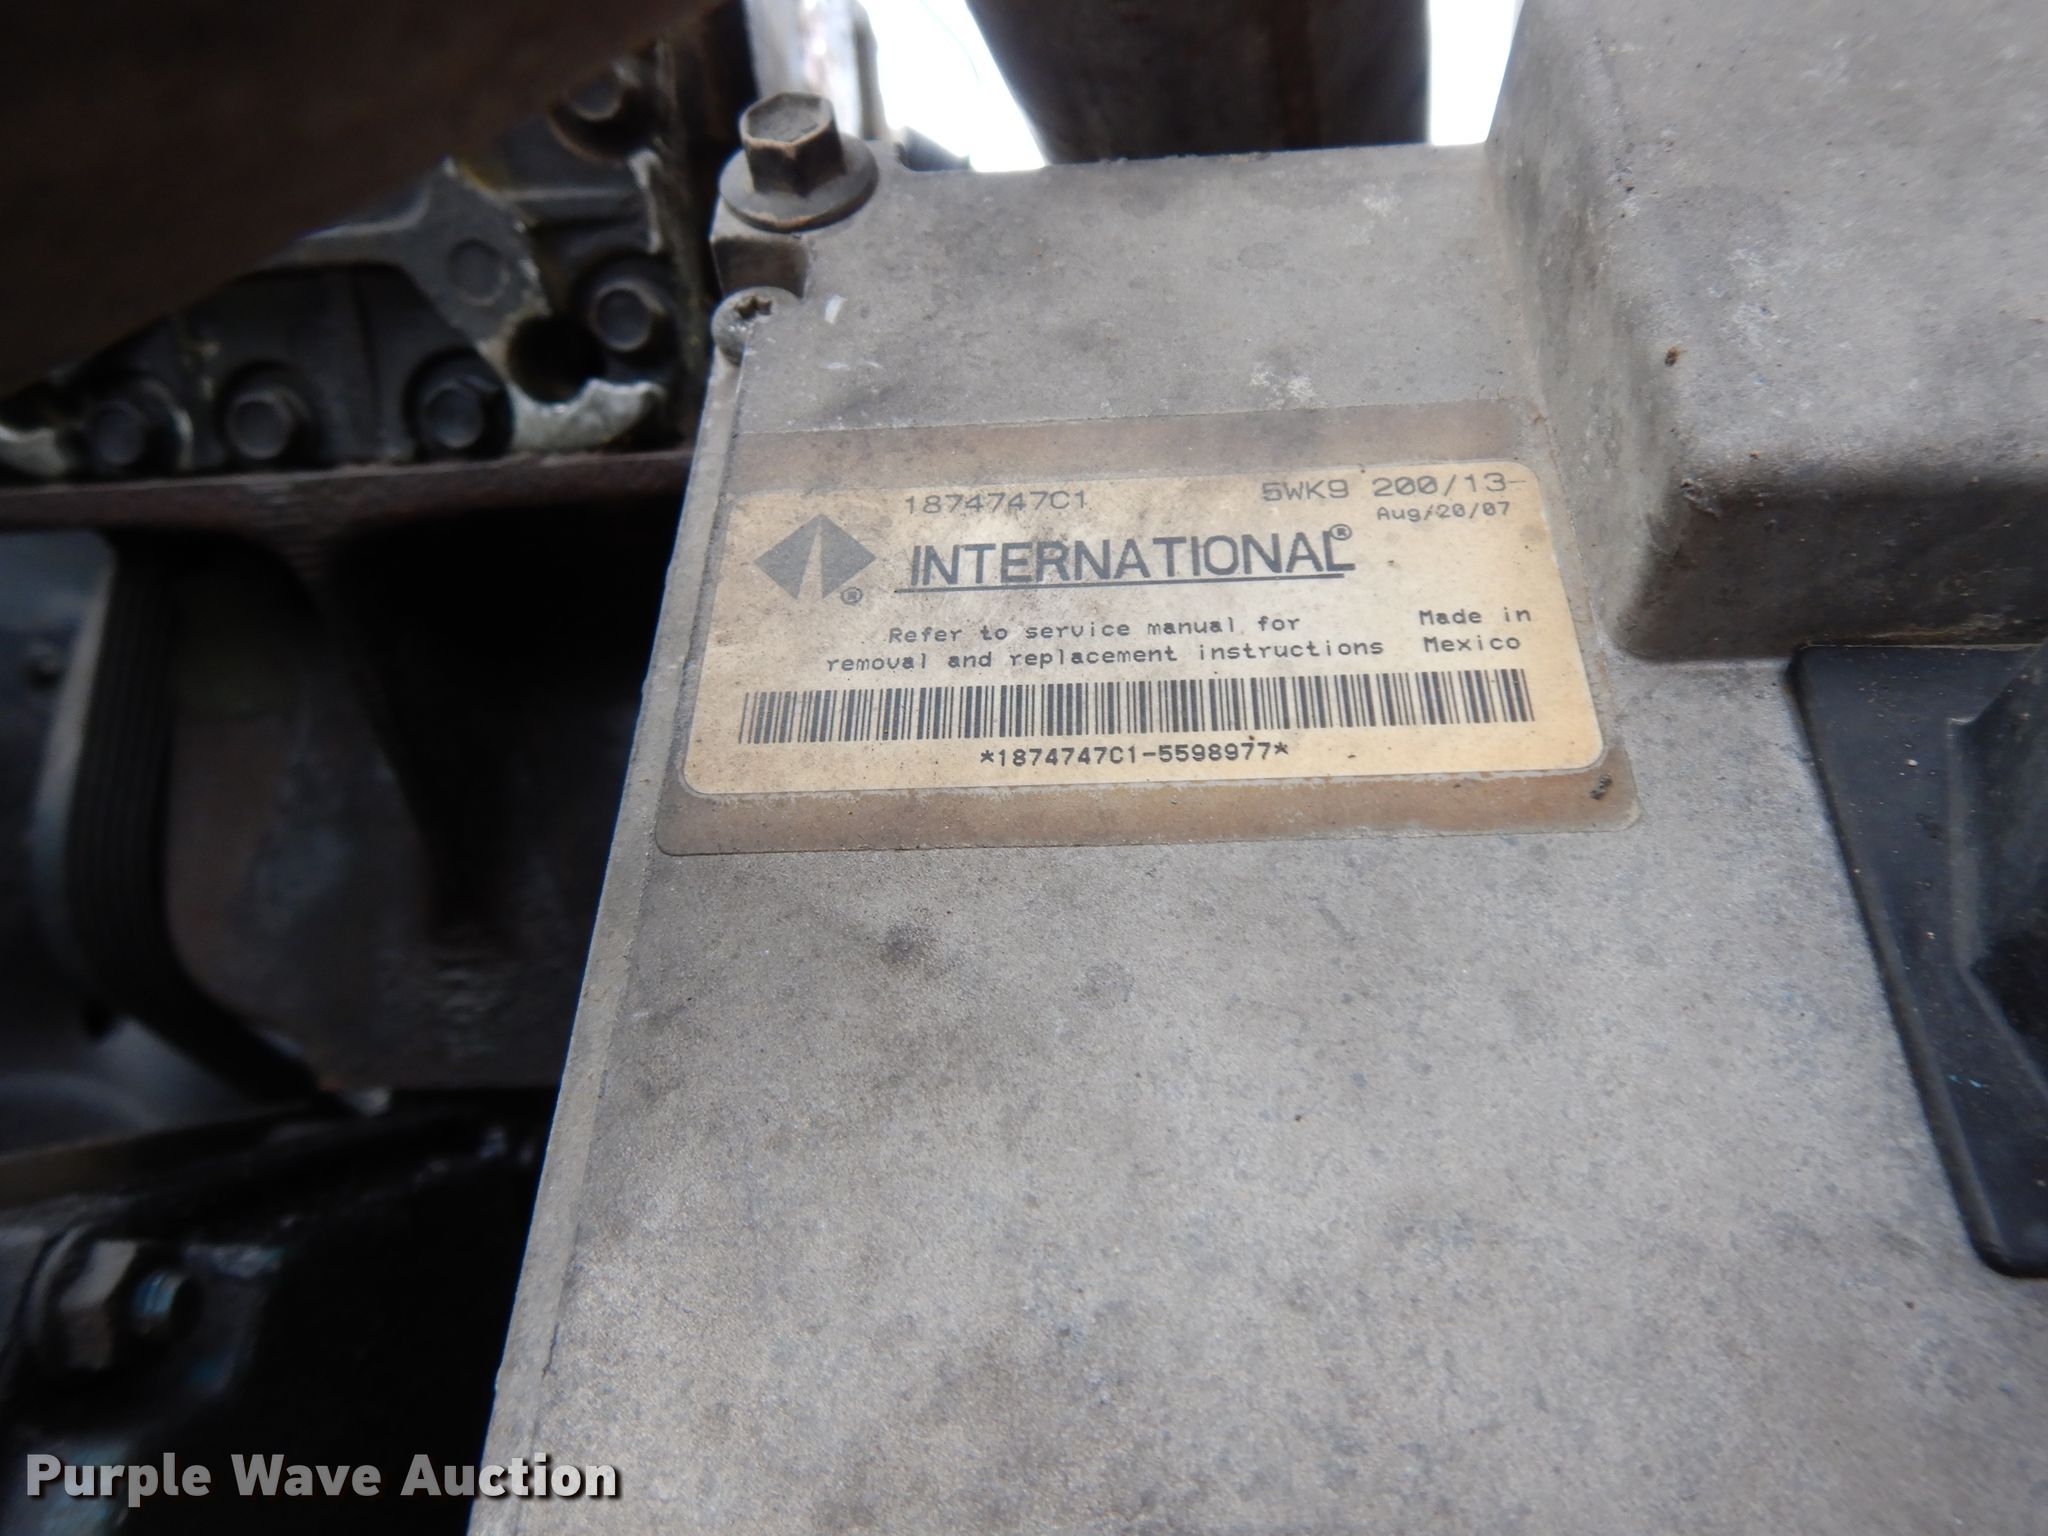 1874747C1 5WK9 200/13-
Aug/20/07
INTERNATIONAL®
®
Refer to service manual for Made in
removal and replacement instructions Mexico
*1874747C1-5598977*
Purple Wave Auction